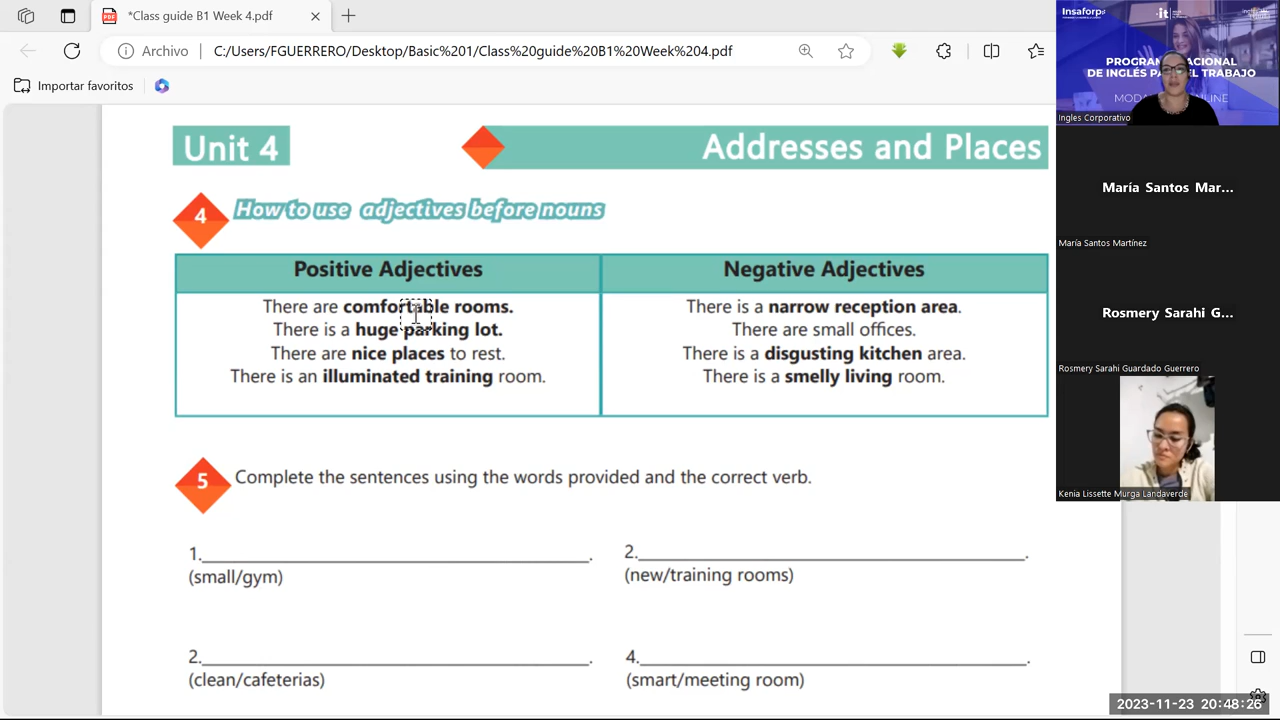 *Class guide B1 Week 4.pdf
Archivo
C:/Users/FGUERRERO/Desktop/Basic%201/Class%20guide%20B1%20Week%204.pdf
Importar favoritos
Unit 4
Addresses and Places
4
How to use adjectives before nouns
Positive Adjectives
Negative Adjectives
There are comfortable rooms.
There is a narrow reception area.
There is a huge parking lot.
There are small offices.
There are nice places to rest.
There is a disgusting kitchen area.
There is an illuminated training room.
There is a smelly living room.
5
Complete the sentences using the words provided and the correct verb.
1.
.
2.
.
(small/gym)
(new/training rooms)
2.
.
4.
.
(clean/cafeterias)
(smart/meeting room)
Insaforp
Ingles Corporativo
María Santos Mar...
María Santos Martínez
Rosmery Sarahi G...
Rosmery Sarahi Guardado Guerrero
Kenia Lissette Murga Landaverde
2023-11-23 20:48:26